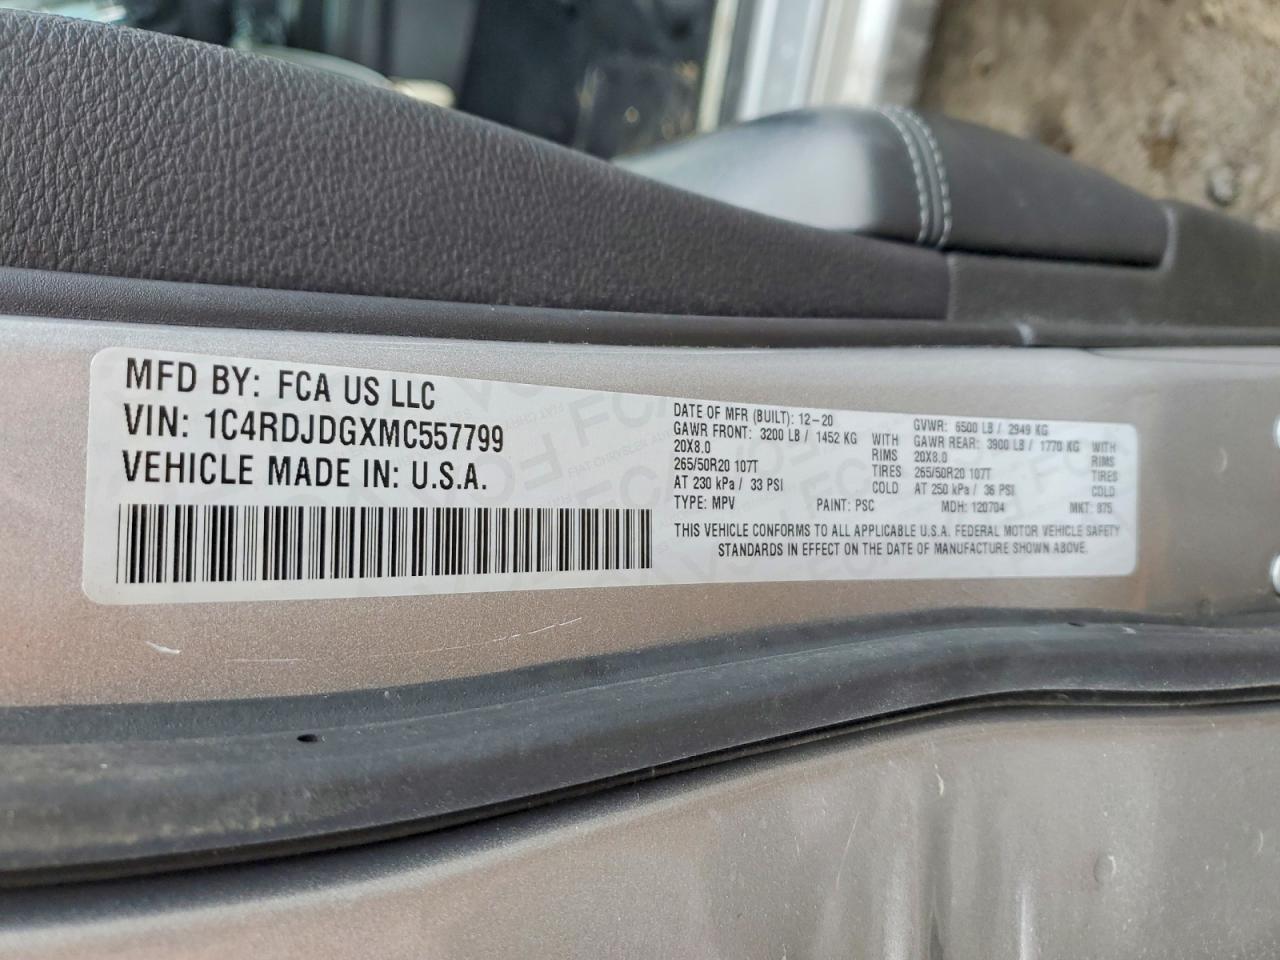 MFD BY: FCA US LLC
VIN: 1C4RDJDGXMC557799
VEHICLE MADE IN: U.S.A.
DATE OF MFR (BUILT): 12-20 GVWR: 6500 LB / 2949 KG
GAWR FRONT: 3200 LB / 1452 KG WITH GAWR REAR: 3900 LB / 1770 KG WITH
20X8.0 RIMS 20X8.0 RIMS
265/50R20 107T TIRES 265/50R20 107T TIRES
AT 230 kPa / 33 PSI COLD AT 250 kPa / 36 PSI COLD
TYPE: MPV PAINT: PSC MDH: 120704 MKT: 875
THIS VEHICLE CONFORMS TO ALL APPLICABLE U.S.A. FEDERAL MOTOR VEHICLE SAFETY
STANDARDS IN EFFECT ON THE DATE OF MANUFACTURE SHOWN ABOVE.